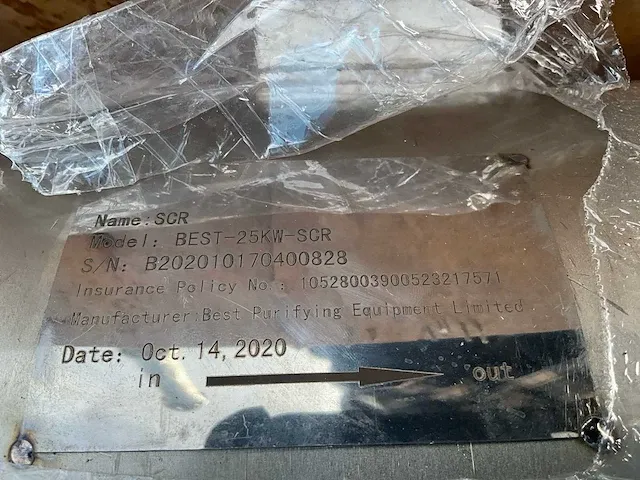 Name:SCR
Model: BEST-25KW-SCR
S/N: B202010170400828
Insurance Policy No.: 10528003900523217571
Manufacturer:Best Purifying Equipment Limited
Date: Oct.14,2020
in out